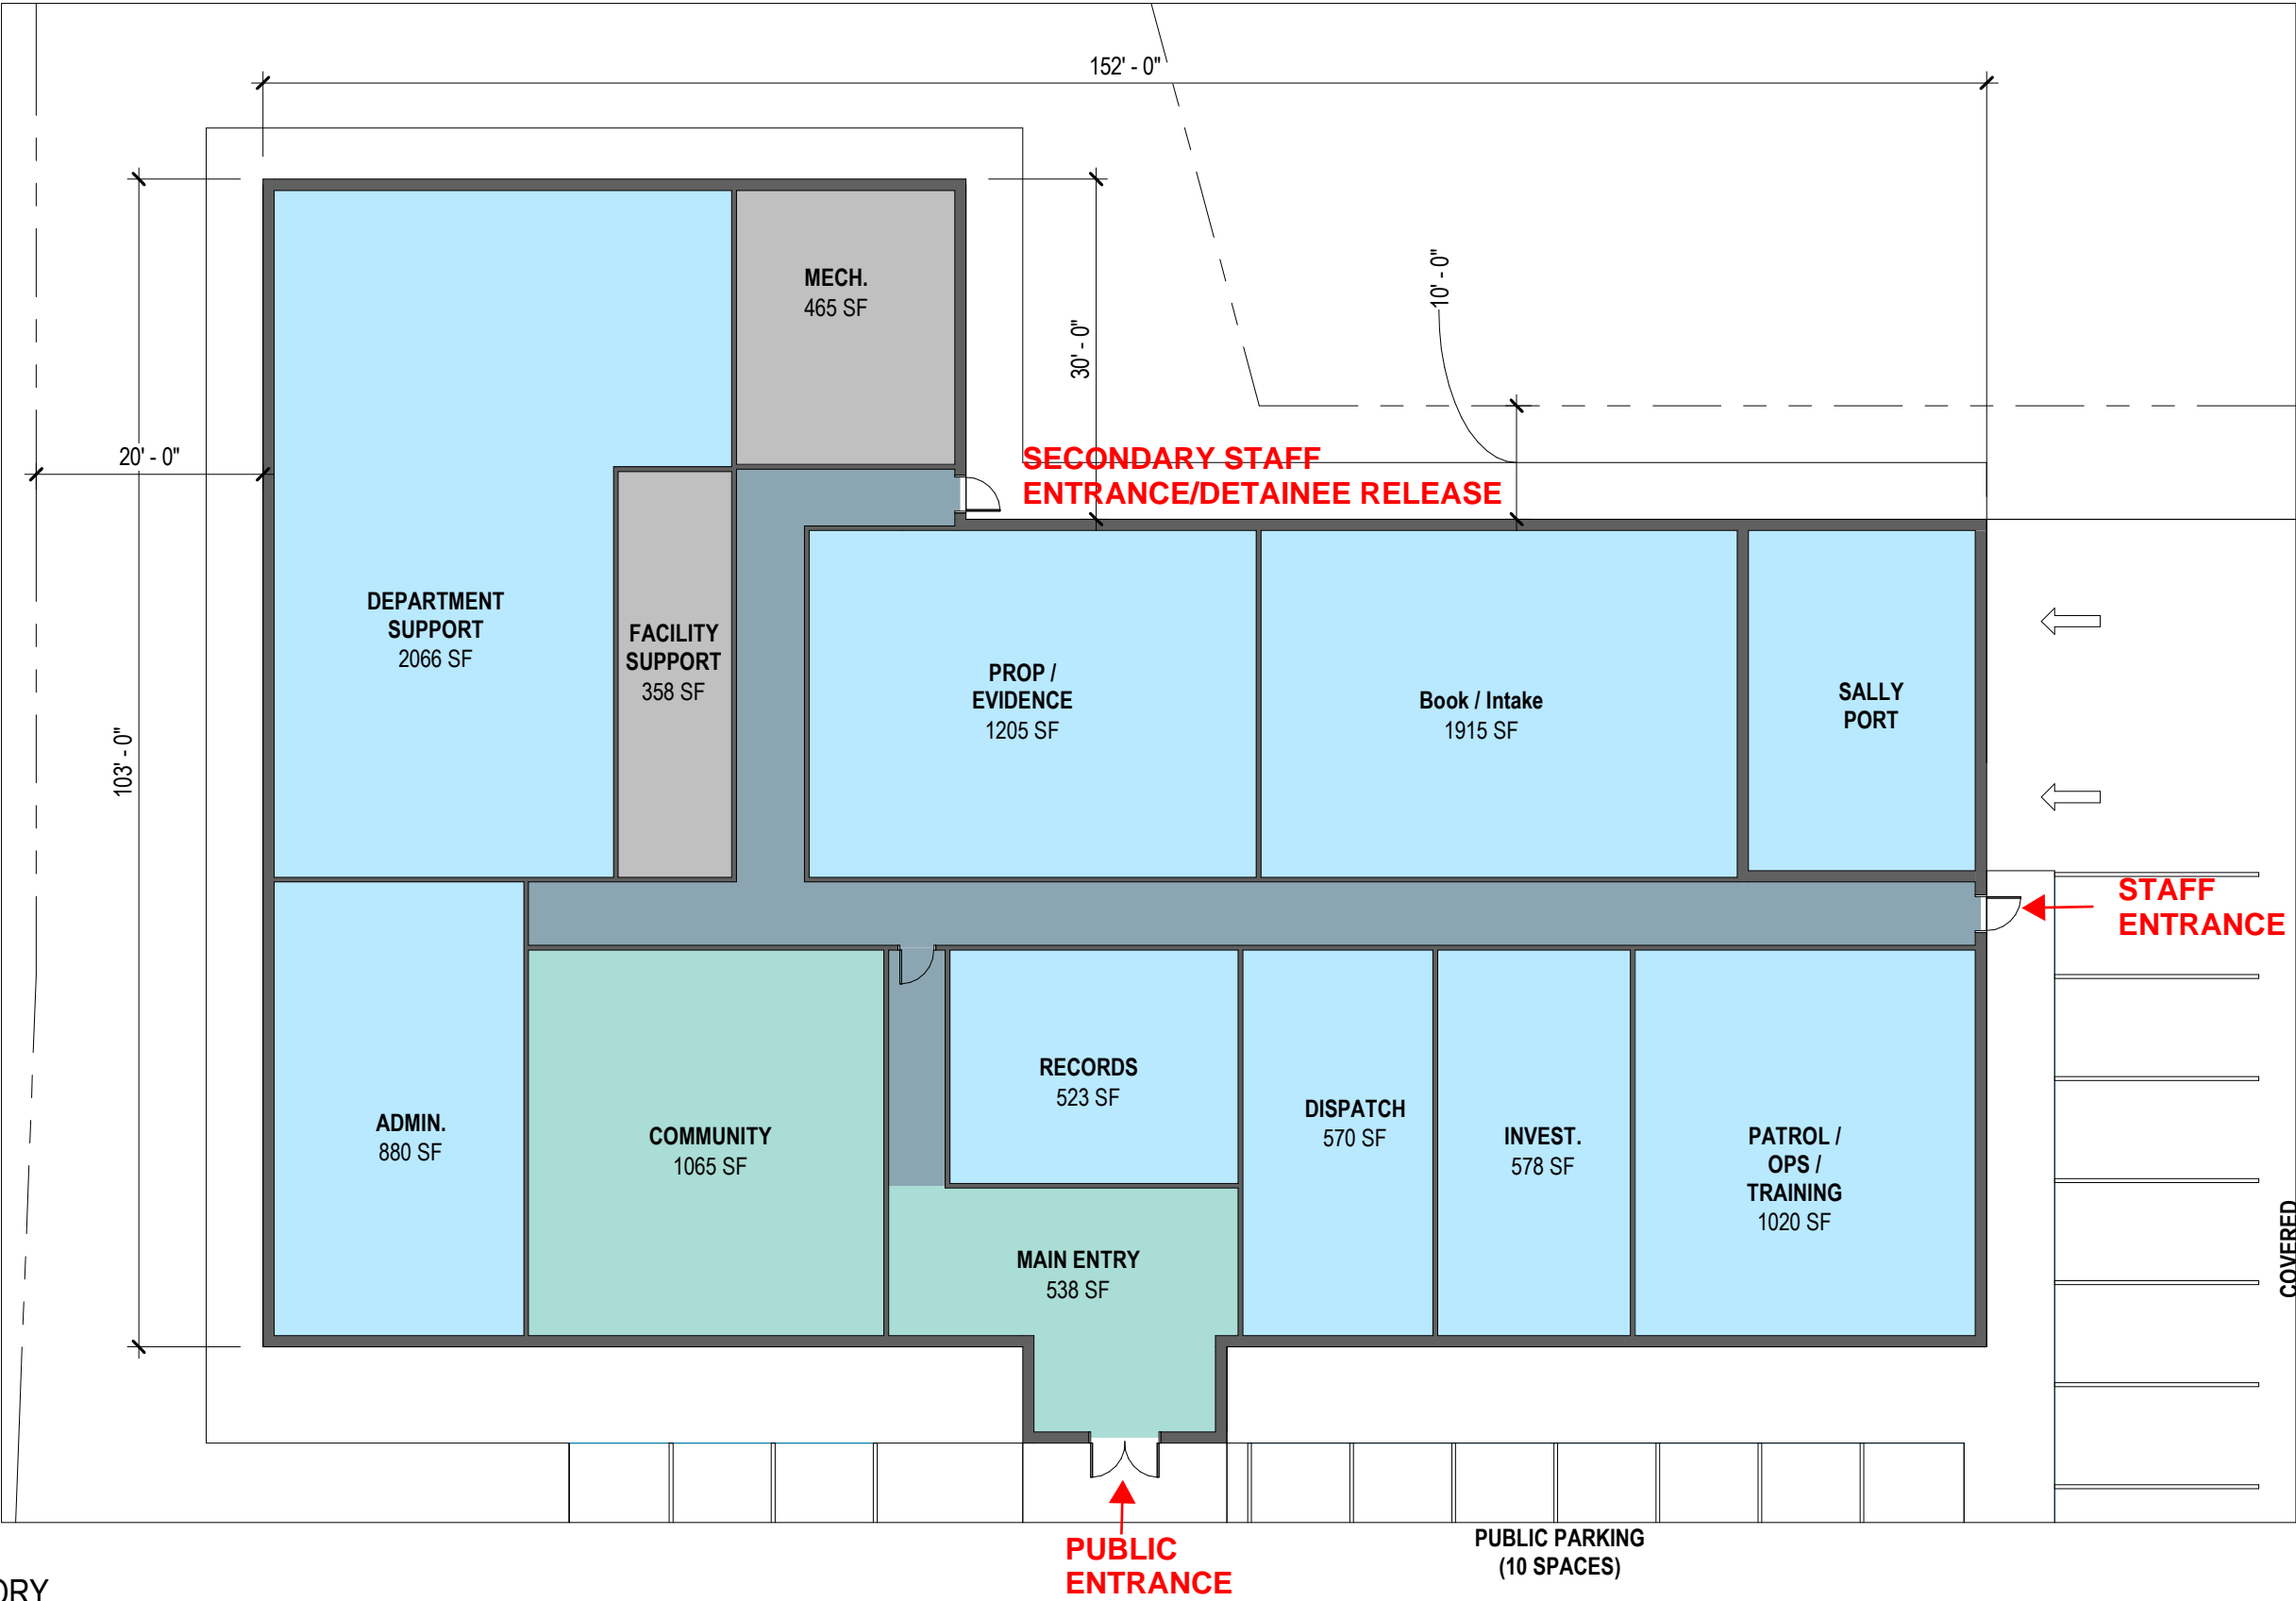 152' - 0"
MECH.
465 SF
10' - 0"
30' - 0"
20' - 0"
SECONDARY STAFF
ENTRANCE/DETAINEE RELEASE
DEPARTMENT
SUPPORT
2066 SF
FACILITY
SUPPORT
358 SF
PROP /
EVIDENCE
1205 SF
Book / Intake
1915 SF
SALLY
PORT
103' - 0"
STAFF
ENTRANCE
ADMIN.
880 SF
COMMUNITY
1065 SF
RECORDS
523 SF
MAIN ENTRY
538 SF
DISPATCH
570 SF
INVEST.
578 SF
PATROL /
OPS /
TRAINING
1020 SF
COVERED
PUBLIC
ENTRANCE
PUBLIC PARKING
(10 SPACES)
ORY